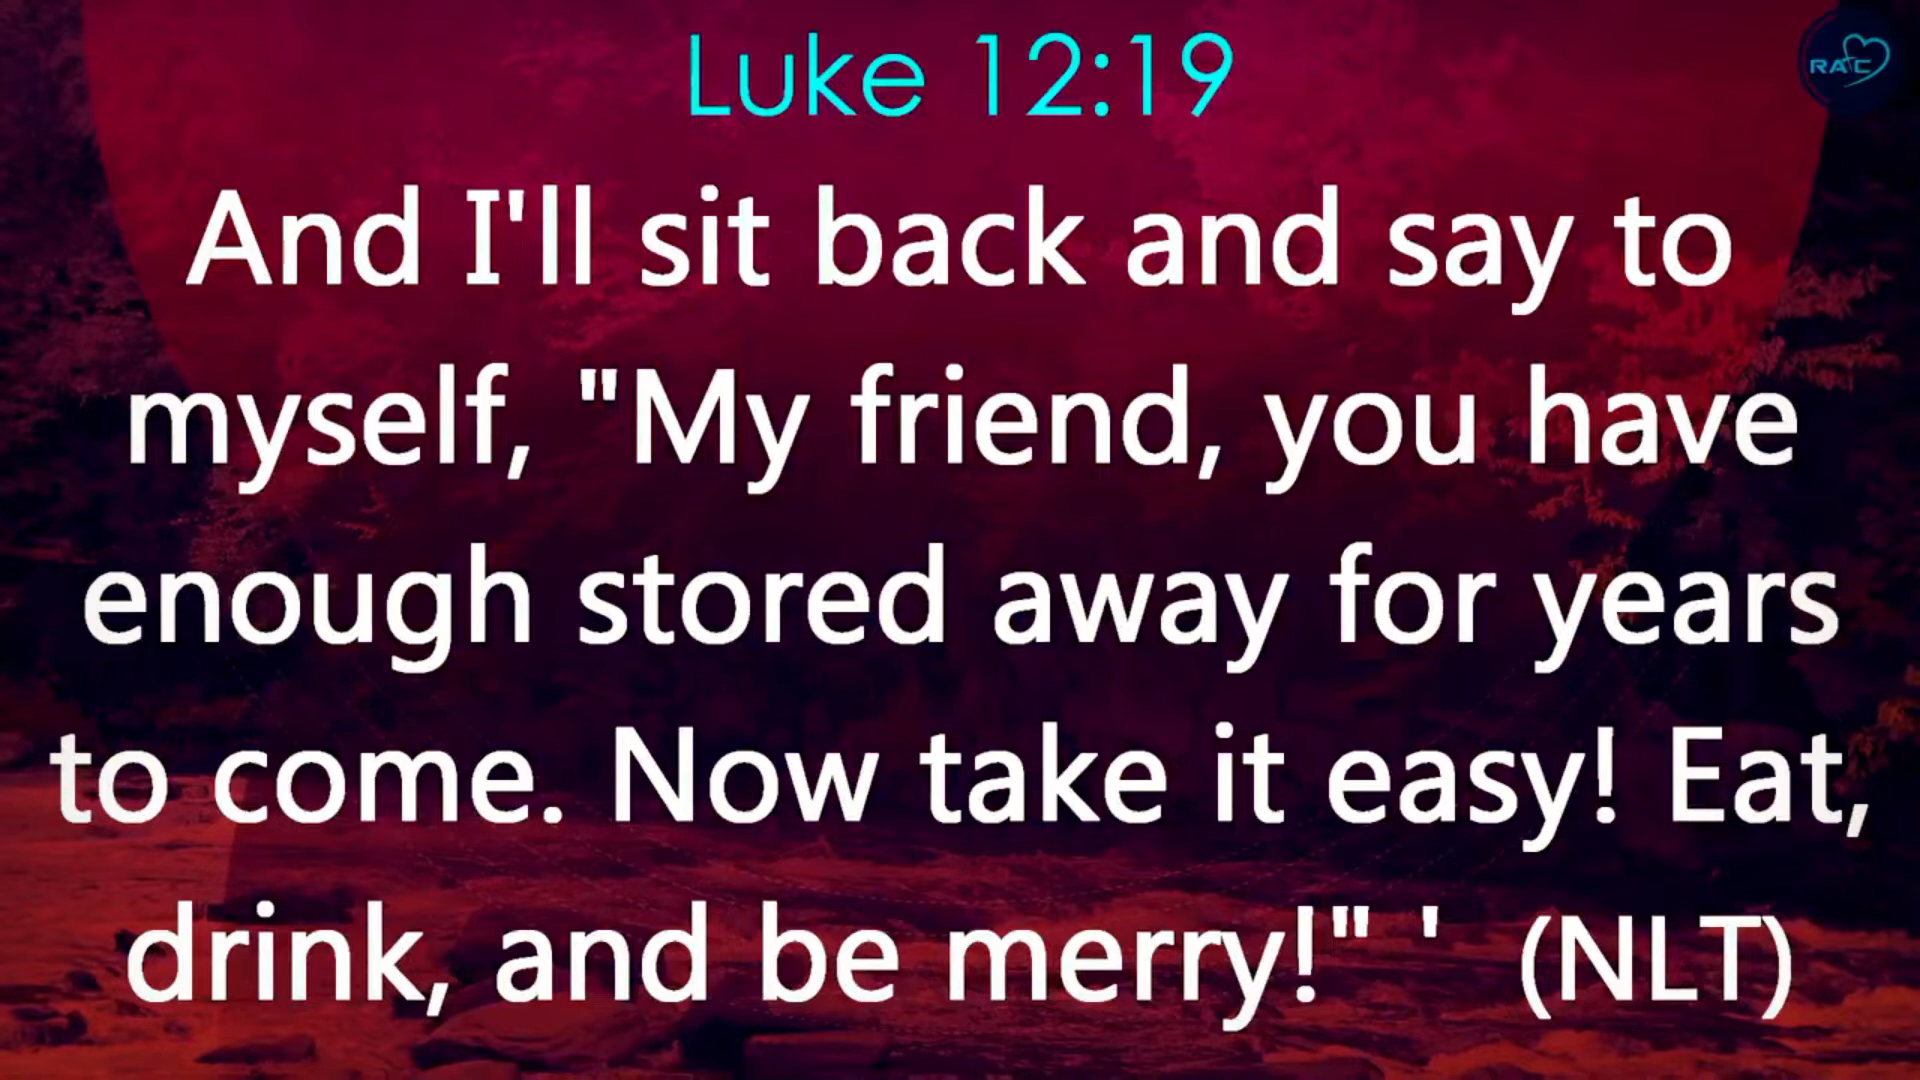 Luke 12:19
RAC
And I'll sit back and say to
myself, "My friend, you have
enough stored away for years
to come. Now take it easy! Eat,
drink, and be merry!" '  (NLT)